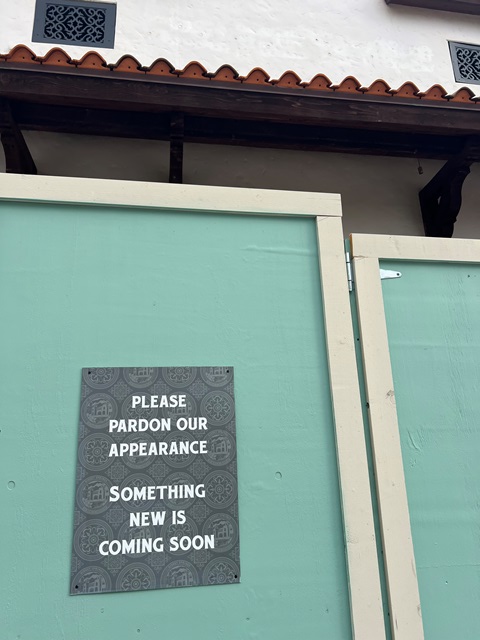 PLEASE
PARDON OUR
APPEARANCE
SOMETHING
NEW IS
COMING SOON